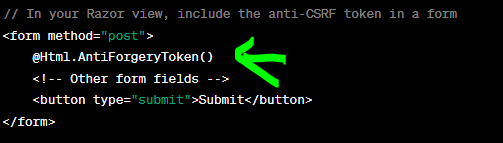 // In your Razor view, include the anti-CSRF token in a form
<form method="post">
@Html.AntiForgeryToken()
<!-- Other form fields -->
<button type="submit">Submit</button>
</form>